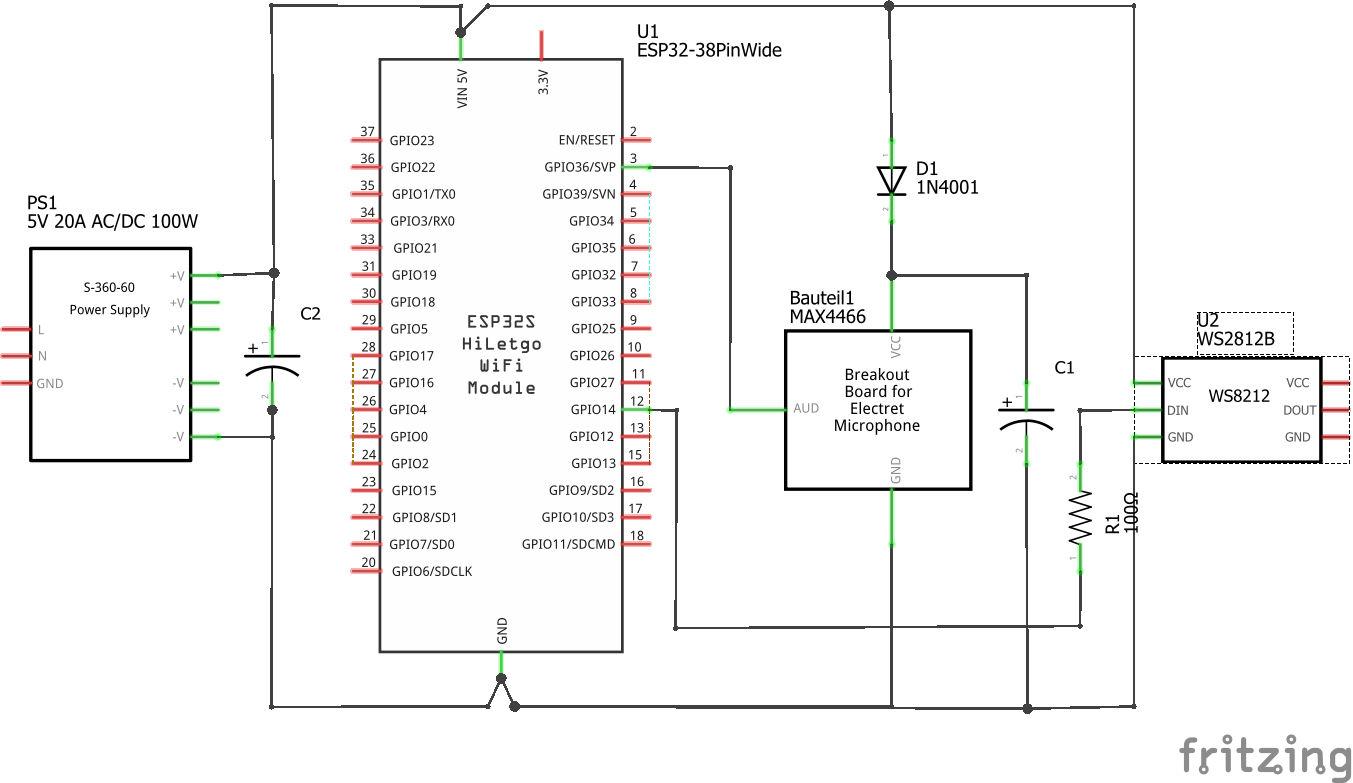 U1
ESP32-38PinWide
VIN 5V
3.3V
37
GPIO23
EN/RESET
2
36
GPIO22
GPIO36/SVP
3
35
GPIO1/TX0
GPIO39/SVN
4
34
GPIO3/RX0
GPIO34
5
33
GPIO21
GPIO35
6
31
GPIO19
GPIO32
7
30
GPIO18
GPIO33
8
29
GPIO5
GPIO25
9
28
GPIO17
GPIO26
10
27
GPIO16
GPIO27
11
26
GPIO4
GPIO14
12
25
GPIO0
GPIO12
13
24
GPIO2
GPIO13
15
23
GPIO15
GPIO9/SD2
16
22
GPIO8/SD1
GPIO10/SD3
17
21
GPIO7/SD0
GPIO11/SDCMD
18
20
GPIO6/SDCLK
ESP32S
HiLetgo
WiFi
Module
GND
PS1
5V 20A AC/DC 100W
S-360-60
Power Supply
+V
+V
+V
L
N
GND
-V
-V
-V
C2
+
1
2
D1
1N4001
1
2
Bauteil1
MAX4466
VCC
Breakout
Board for
Electret
Microphone
AUD
GND
C1
+
1
2
R1
100Ω
2
1
U2
WS2812B
VCC
VCC
WS8212
DIN
DOUT
GND
GND
fritzing